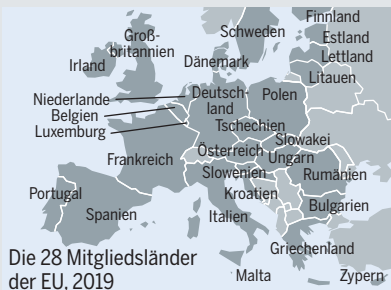 Finnland
Schweden
Estland
Groß-
britannien
Lettland
Irland
Dänemark
Litauen
Niederlande
Deutsch-
land
Polen
Belgien
Luxemburg
Tschechien
Slowakei
Frankreich
Österreich
Ungarn
Slowenien
Rumänien
Portugal
Kroatien
Spanien
Italien
Bulgarien
Griechenland
Die 28 Mitgliedsländer
der EU, 2019
Malta
Zypern